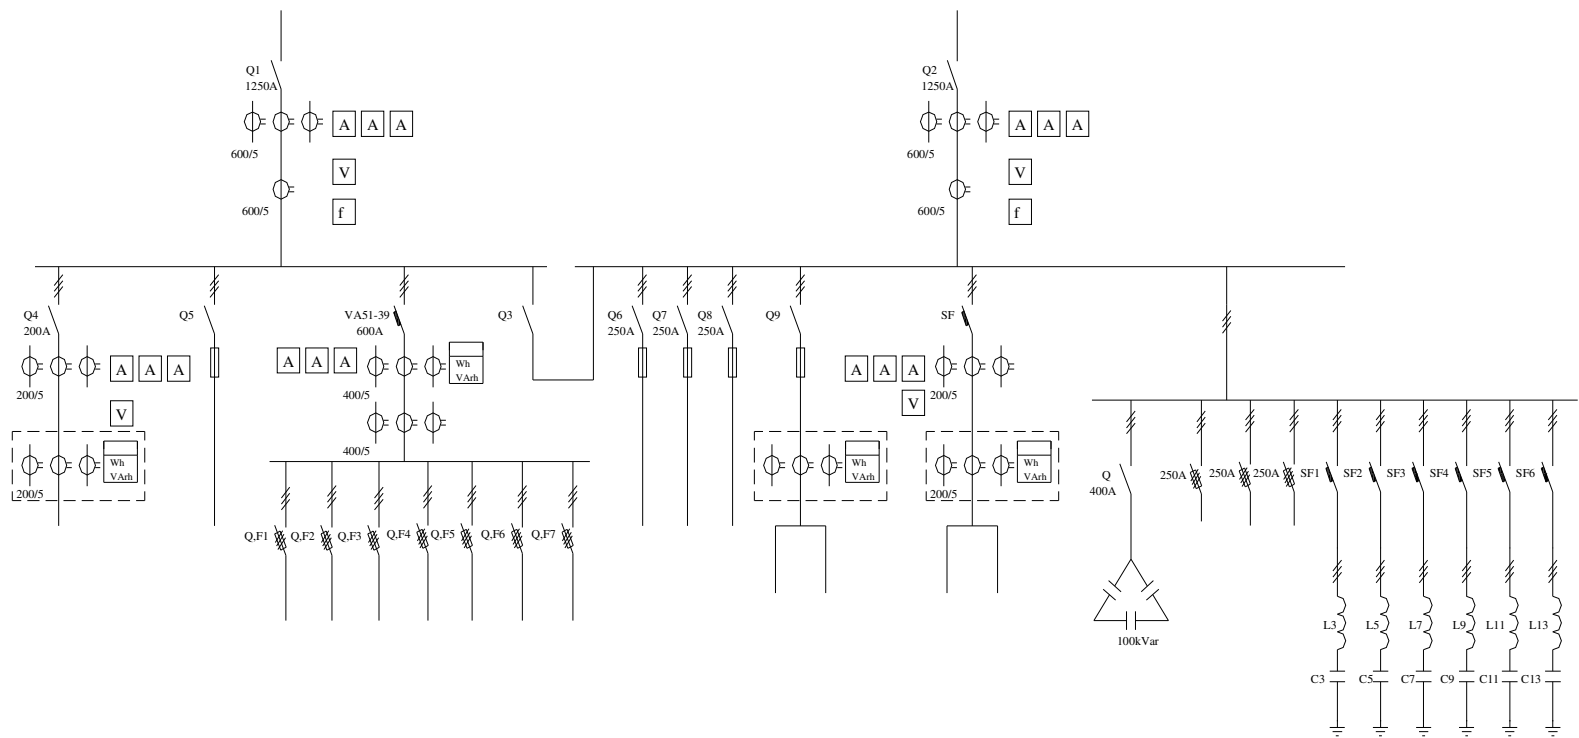 Q1
1250A
A A A
600/5
V
600/5
f
Q2
1250A
A A A
600/5
V
600/5
f
Q4
200A
A A A
200/5
V
Wh
VArh
200/5
Q5
VA51-39
600A
A A A
Wh
VArh
400/5
400/5
Q3
Q,F1 Q,F2 Q,F3 Q,F4 Q,F5 Q,F6 Q,F7
Q6
250A
Q7
250A
Q8
250A
Q9
Wh
VArh
SF
A A A
200/5
V
Wh
VArh
200/5
Q
400A
250A 250A 250A SF1 SF2 SF3 SF4 SF5 SF6
100kVar
L3 L5 L7 L9 L11 L13
C3 C5 C7 C9 C11 C13